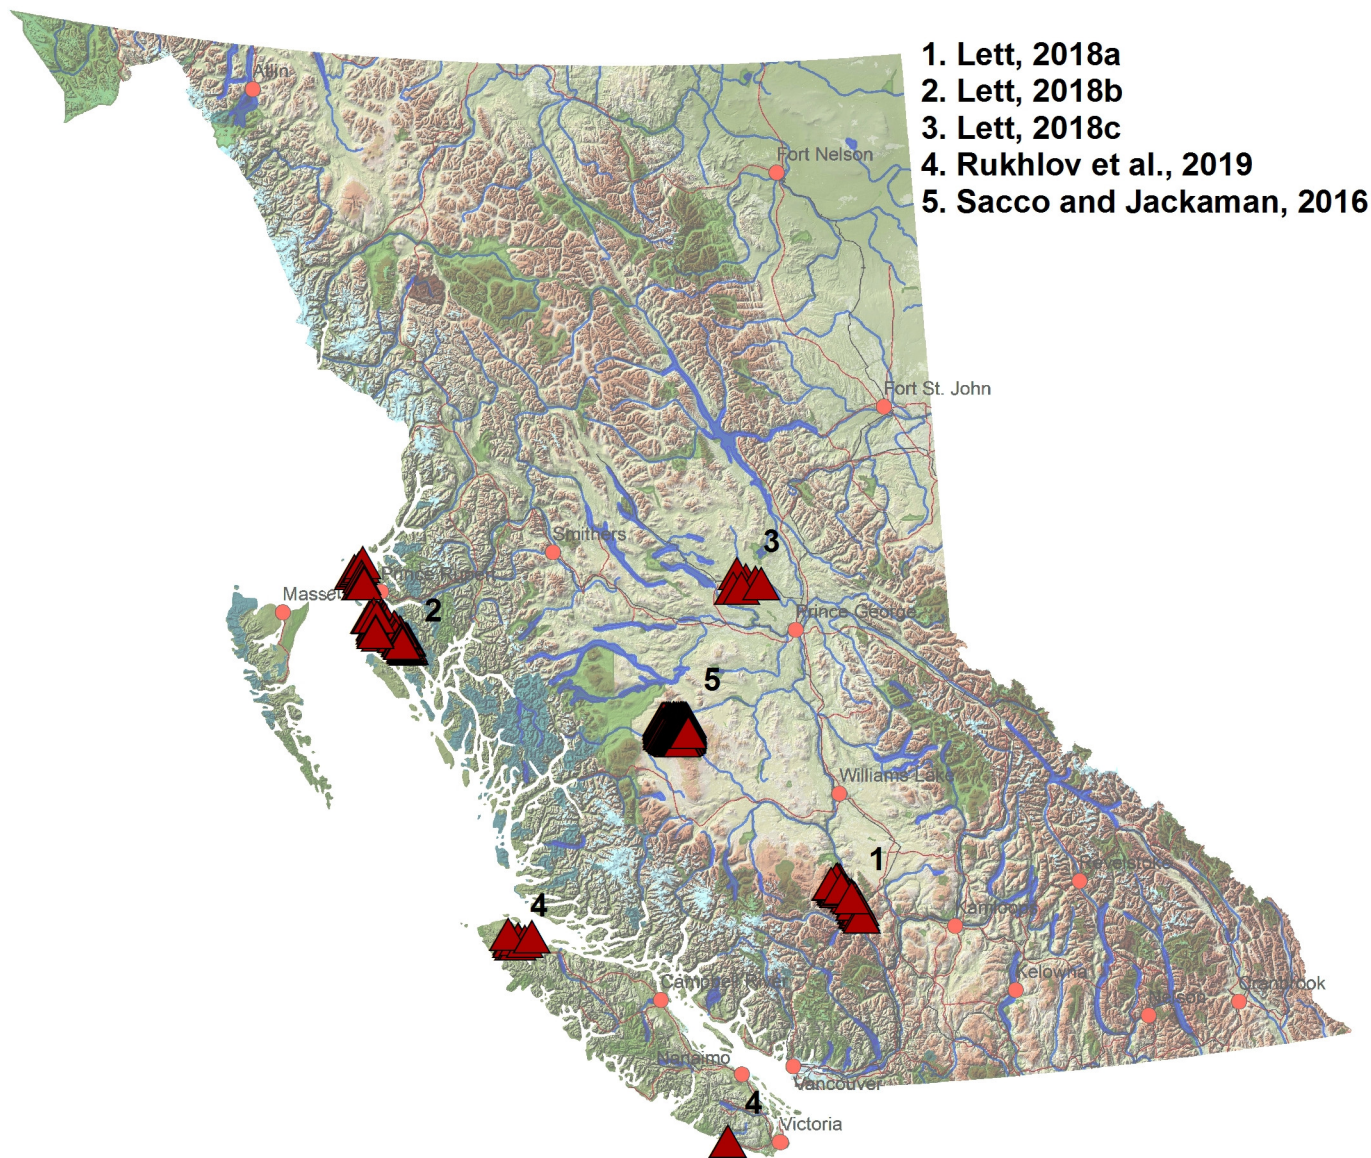 1. Lett, 2018a
2. Lett, 2018b
3. Lett, 2018c
4. Rukhlov et al., 2019
5. Sacco and Jackaman, 2016
Atlin
Fort Nelson
Fort St. John
3
Smithers
Prince Rupert
Masset
2
Prince George
5
Williams Lake
1
Revelstoke
4
Kamloops
Kelowna
Campbell River
Cranbrook
Nelson
Nanaimo
Vancouver
4
Victoria